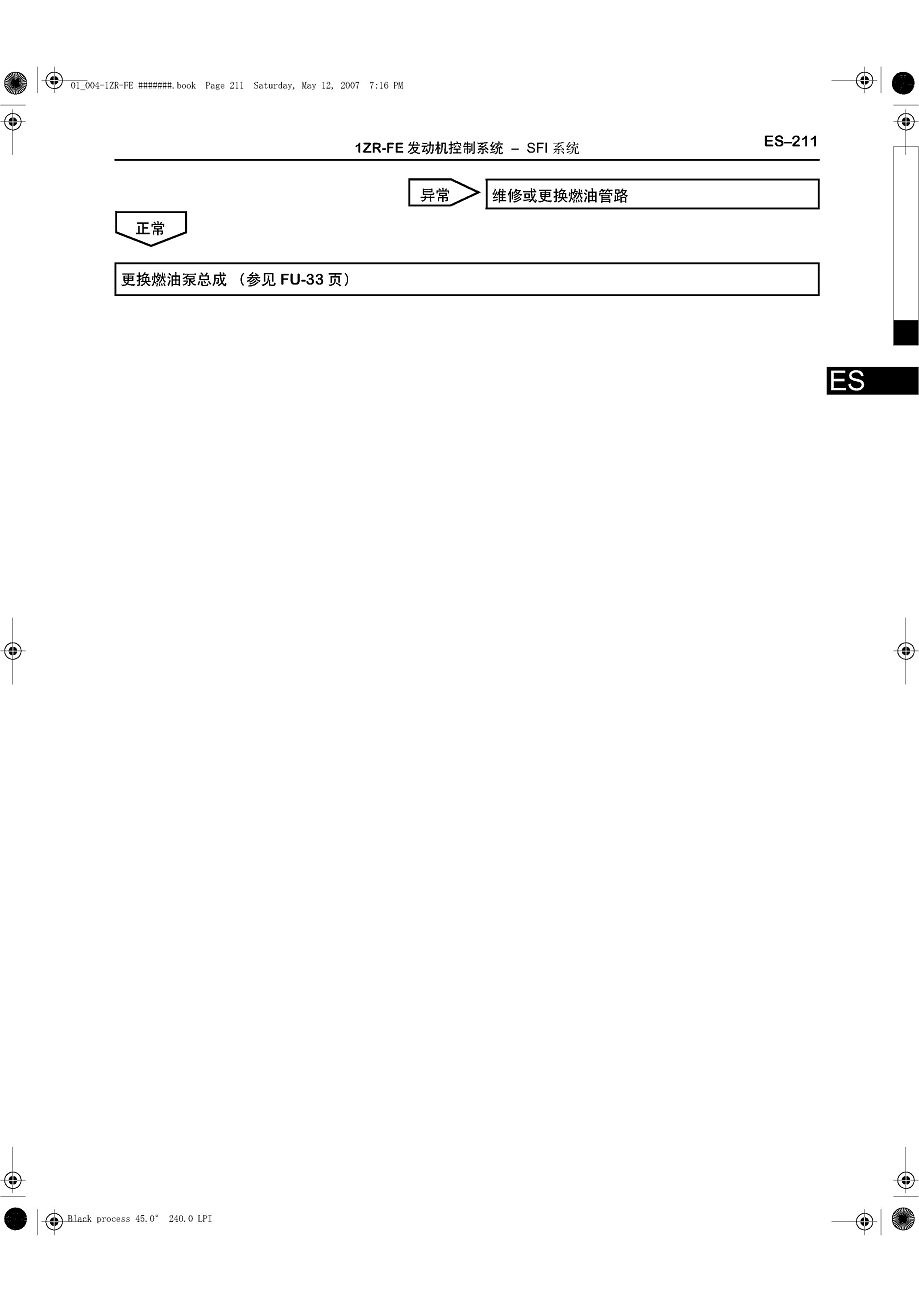 01_004-1ZR-FE #######.book Page 211 Saturday, May 12, 2007 7:16 PM
1ZR-FE 发动机控制系统 – SFI 系统
ES–211
异常
维修或更换燃油管路
正常
更换燃油泵总成 （参见 FU-33 页）
ES
Black process 45.0° 240.0 LPI